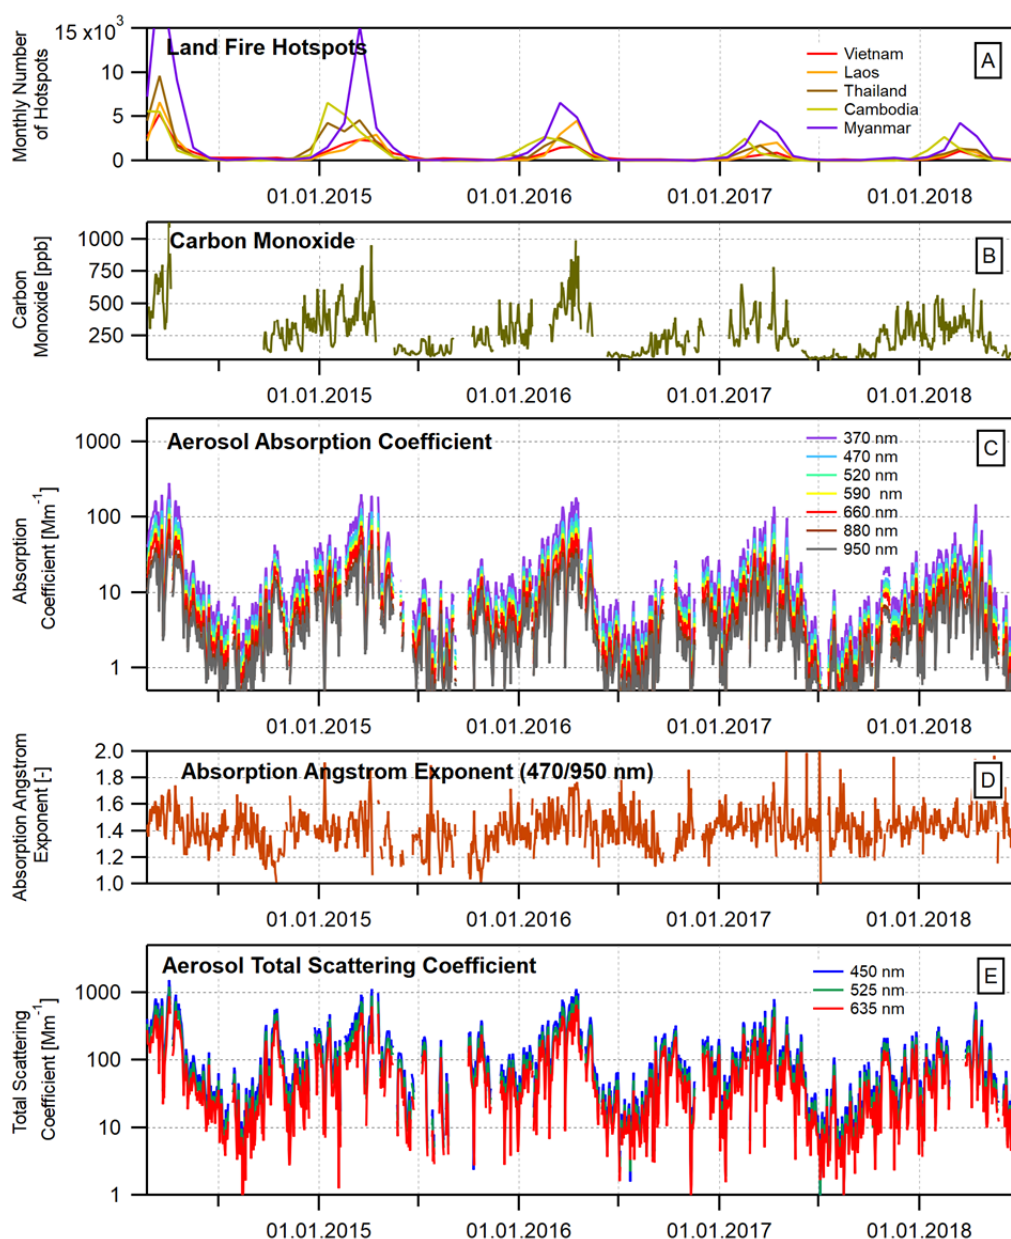 15 x10³
10
5
0
Monthly Number
of Hotspots
Land Fire Hotspots
Vietnam
Laos
Thailand
Cambodia
Myanmar
A
01.01.2015
01.01.2016
01.01.2017
01.01.2018
1000
750
500
250
Carbon
Monoxide [ppb]
Carbon Monoxide
B
01.01.2015
01.01.2016
01.01.2017
01.01.2018
1000
100
10
1
Absorption
Coefficient [Mm⁻¹]
Aerosol Absorption Coefficient
370 nm
470 nm
520 nm
590 nm
660 nm
880 nm
950 nm
C
01.01.2015
01.01.2016
01.01.2017
01.01.2018
2.0
1.8
1.6
1.4
1.2
1.0
Absorption Angstrom
Exponent [-]
Absorption Angstrom Exponent (470/950 nm)
D
01.01.2015
01.01.2016
01.01.2017
01.01.2018
1000
100
10
1
Total Scattering
Coefficient [Mm⁻¹]
Aerosol Total Scattering Coefficient
450 nm
525 nm
635 nm
E
01.01.2015
01.01.2016
01.01.2017
01.01.2018